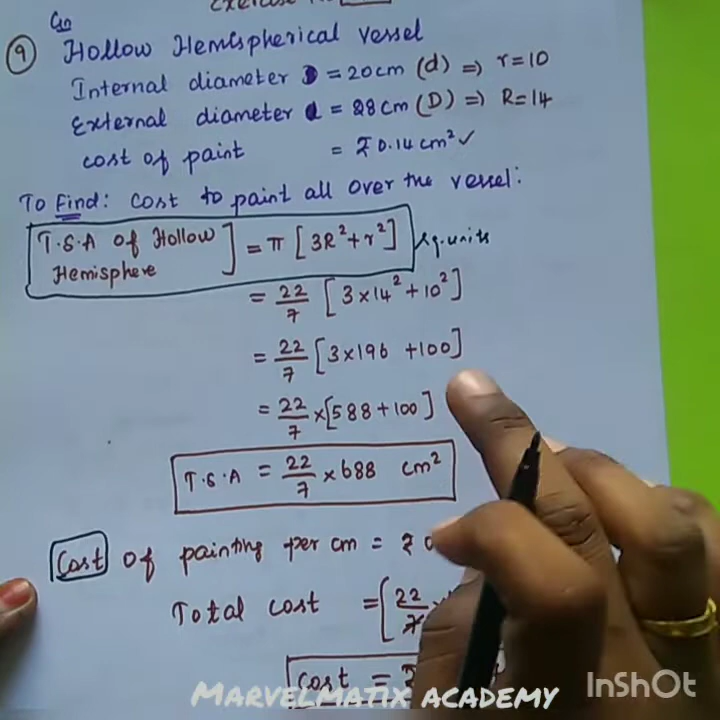 Gn
9 Hollow Hemispherical vessel
Internal diameter = 20cm (d) ⇒ r=10
External diameter = 28cm (D) ⇒ R=14
cost of paint = ₹0.14 cm² ✓
To Find: cost to paint all over the vessel:
T.S.A of Hollow Hemisphere ] = π [3R²+r²] sq.units
= 22/7 [3×14²+10²]
= 22/7 [3×196 +100]
= 22/7 ×[588+100]
T.S.A = 22/7 ×688 cm²
Cost of painting per cm = ₹
Total cost = [22/7
Cost = ₹
MARVELMATIX ACADEMY
InShOt